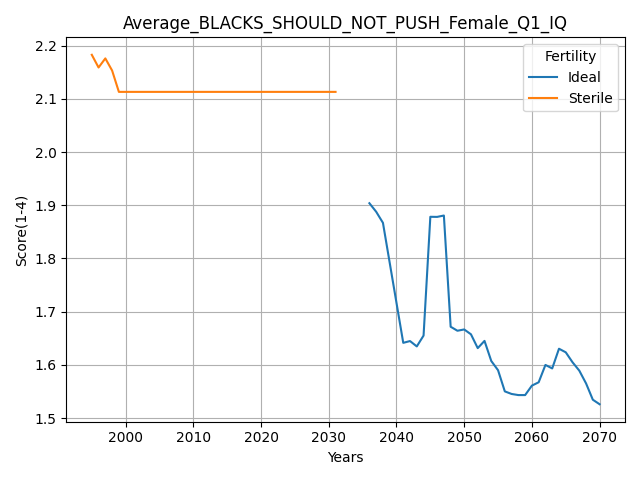 Average_BLACKS_SHOULD_NOT_PUSH_Female_Q1_IQ
Fertility
Ideal
Sterile
Score(1-4)
2.2
2.1
2.0
1.9
1.8
1.7
1.6
1.5
2000 2010 2020 2030 2040 2050 2060 2070
Years